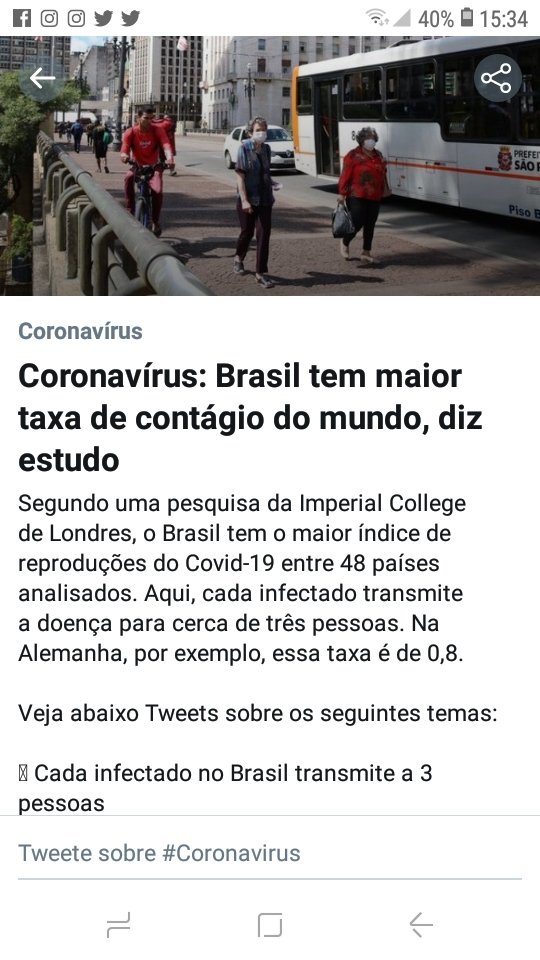 40% 15:34
PREFEI
SÃO P
Piso B
Coronavírus
Coronavírus: Brasil tem maior
taxa de contágio do mundo, diz
estudo
Segundo uma pesquisa da Imperial College
de Londres, o Brasil tem o maior índice de
reproduções do Covid-19 entre 48 países
analisados. Aqui, cada infectado transmite
a doença para cerca de três pessoas. Na
Alemanha, por exemplo, essa taxa é de 0,8.
Veja abaixo Tweets sobre os seguintes temas:
Cada infectado no Brasil transmite a 3
pessoas
Tweete sobre #Coronavirus